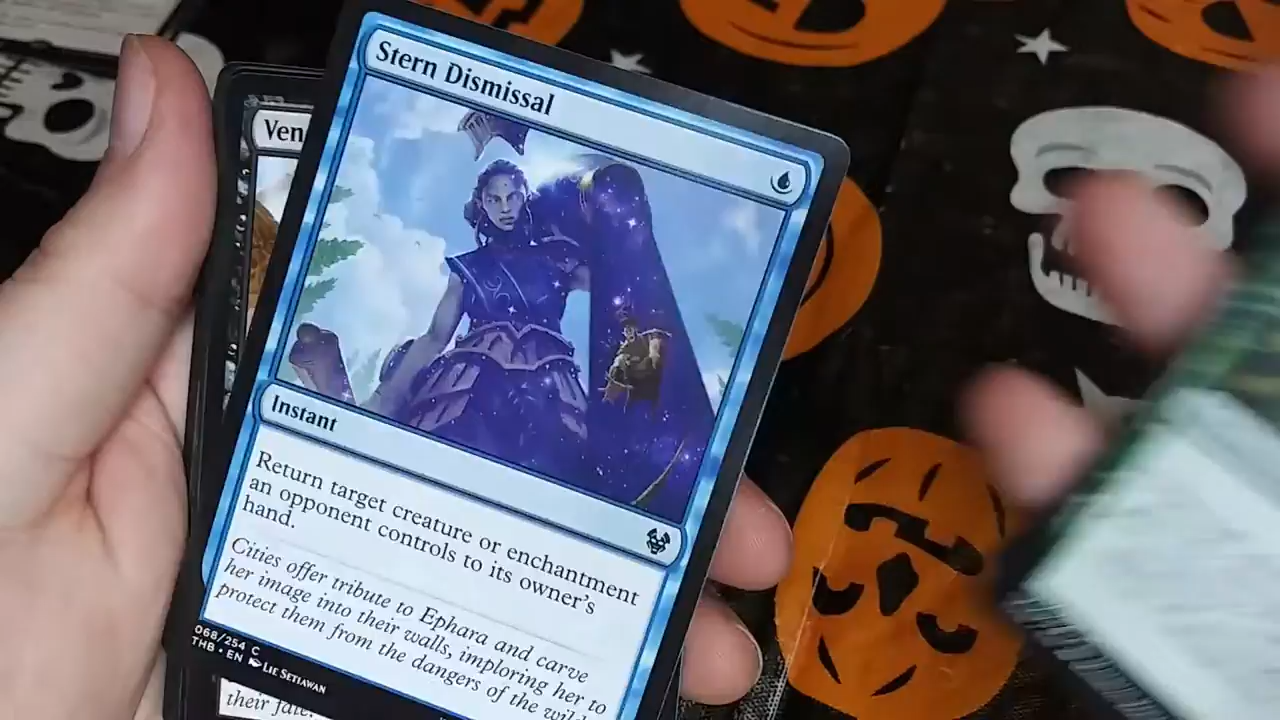 Stern Dismissal
Ven
Instant
Return target creature or enchantment
an opponent controls to its owner's
hand.
Cities offer tribute to Ephara and carve
her image into their walls, imploring her to
protect them from the dangers of the wild
068/254 C
THB • EN Lie Setiawan
their fate.